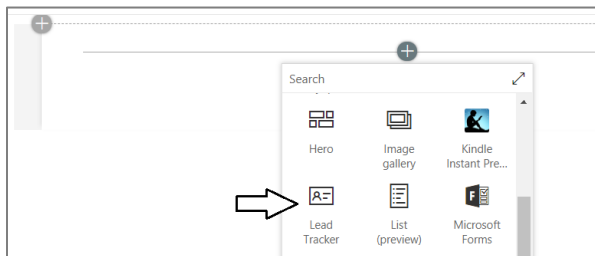 Search
Hero
Image
gallery
Kindle
Instant Pre...
Lead
Tracker
List
(preview)
Microsoft
Forms